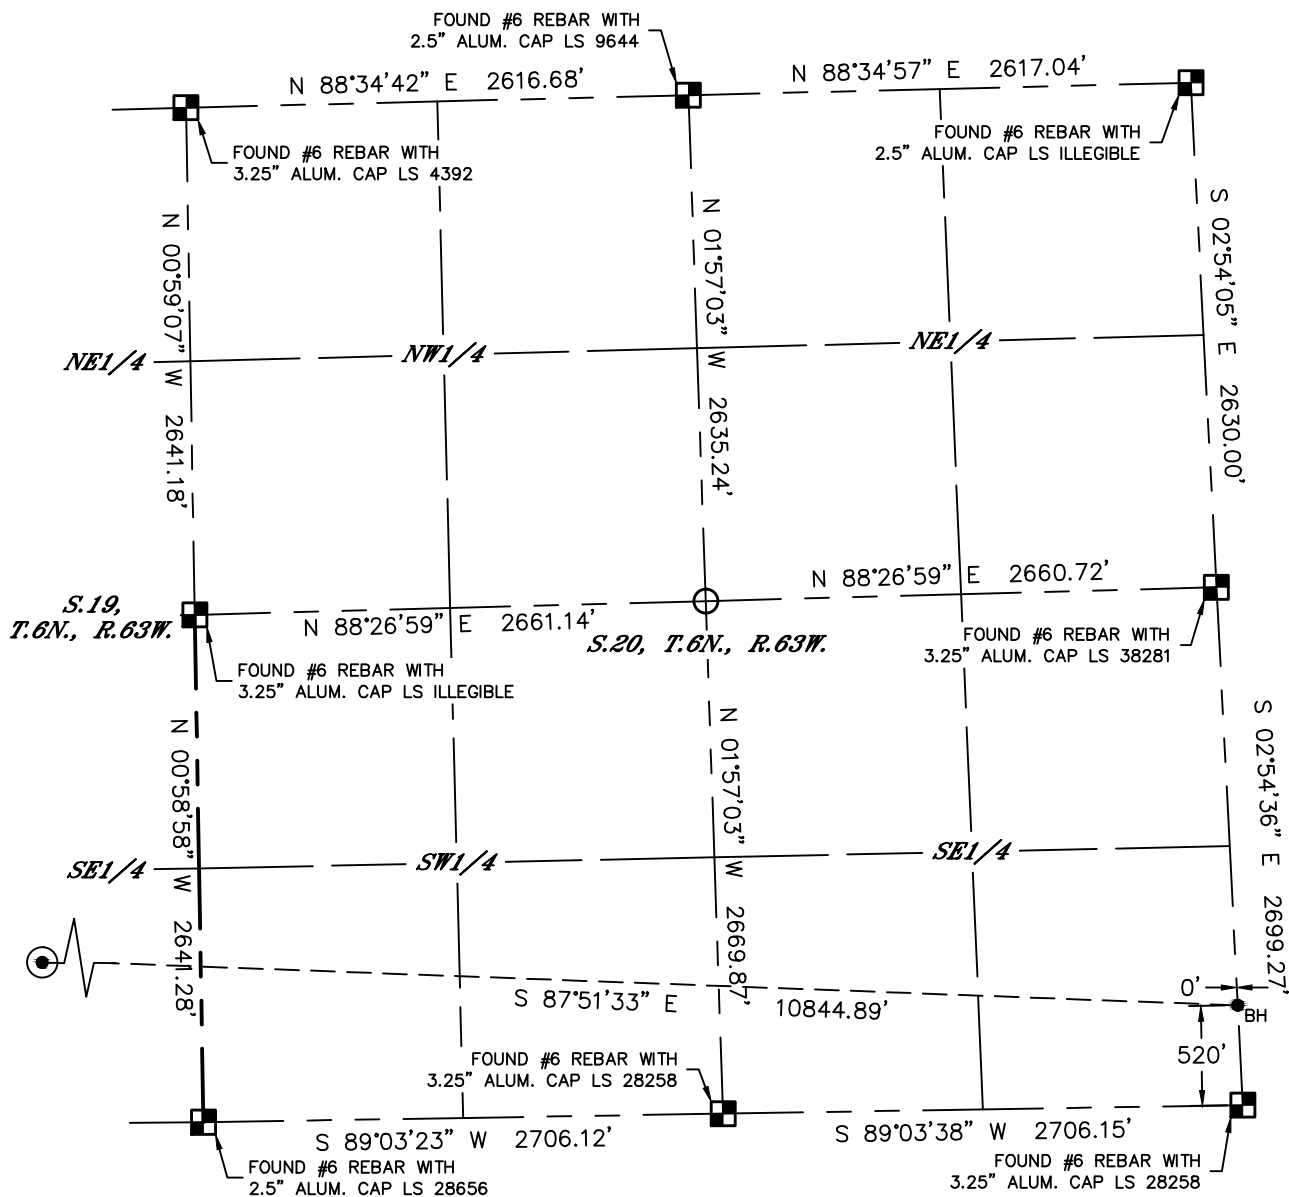 FOUND #6 REBAR WITH
2.5" ALUM. CAP LS 9644
N 88°34'42" E 2616.68'
N 88°34'57" E 2617.04'
FOUND #6 REBAR WITH
3.25" ALUM. CAP LS 4392
FOUND #6 REBAR WITH
2.5" ALUM. CAP LS ILLEGIBLE
N 00°59'07" W 2641.18'
N 01°57'03" W 2635.24'
S 02°54'05" E 2630.00'
NE1/4
NW1/4
NE1/4
N 88°26'59" E 2660.72'
S.19,
T.6N., R.63W.
N 88°26'59" E 2661.14'
S.20, T.6N., R.63W.
FOUND #6 REBAR WITH
3.25" ALUM. CAP LS 38281
FOUND #6 REBAR WITH
3.25" ALUM. CAP LS ILLEGIBLE
N 00°58'58" W 2641.28'
N 01°57'03" W 2669.87'
S 02°54'36" E 2699.27'
SE1/4
SW1/4
SE1/4
S 87°51'33" E 10844.89'
0'
BH
520'
FOUND #6 REBAR WITH
3.25" ALUM. CAP LS 28258
S 89°03'23" W 2706.12'
S 89°03'38" W 2706.15'
FOUND #6 REBAR WITH
2.5" ALUM. CAP LS 28656
FOUND #6 REBAR WITH
3.25" ALUM. CAP LS 28258